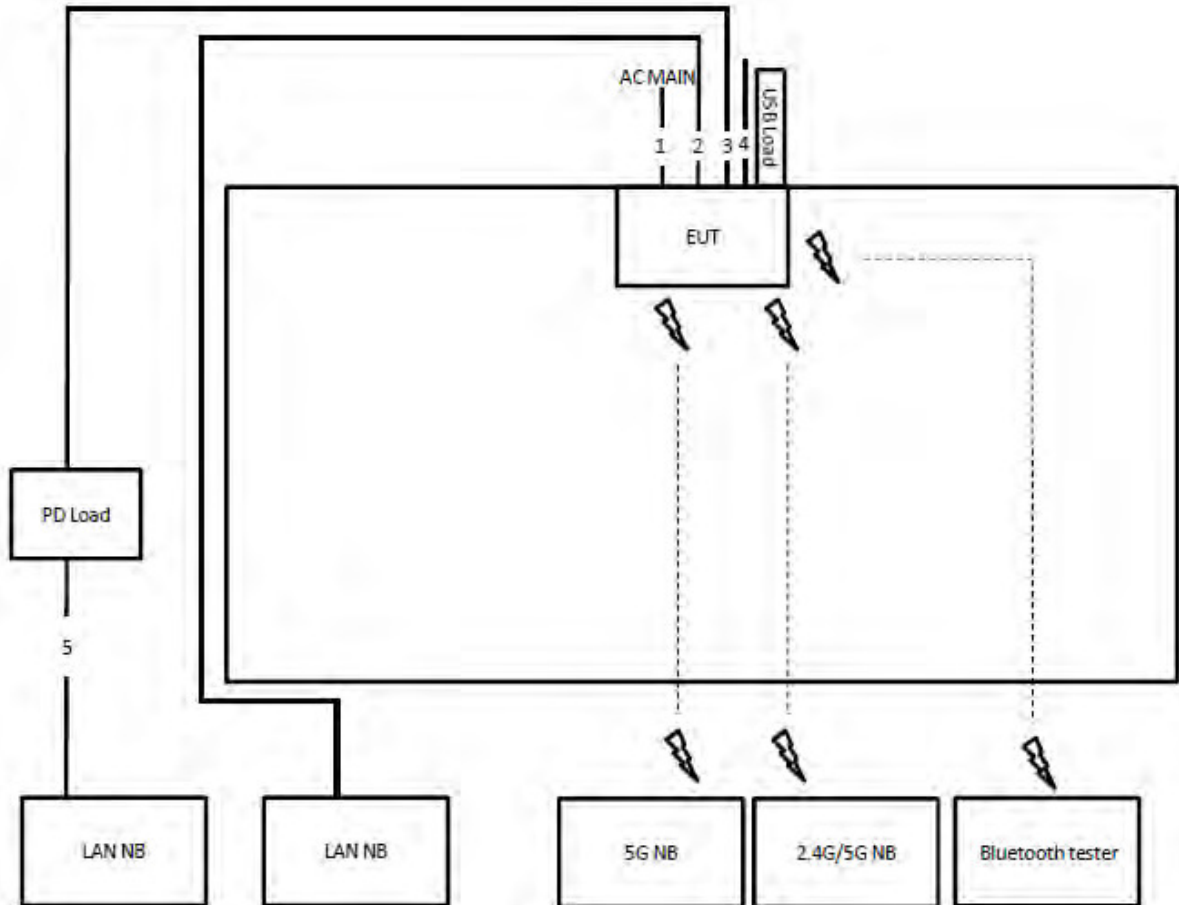 AC MAIN
USB Load
1
2
3
4
EUT
PD Load
5
LAN NB
LAN NB
5G NB
2.4G/5G NB
Bluetooth tester